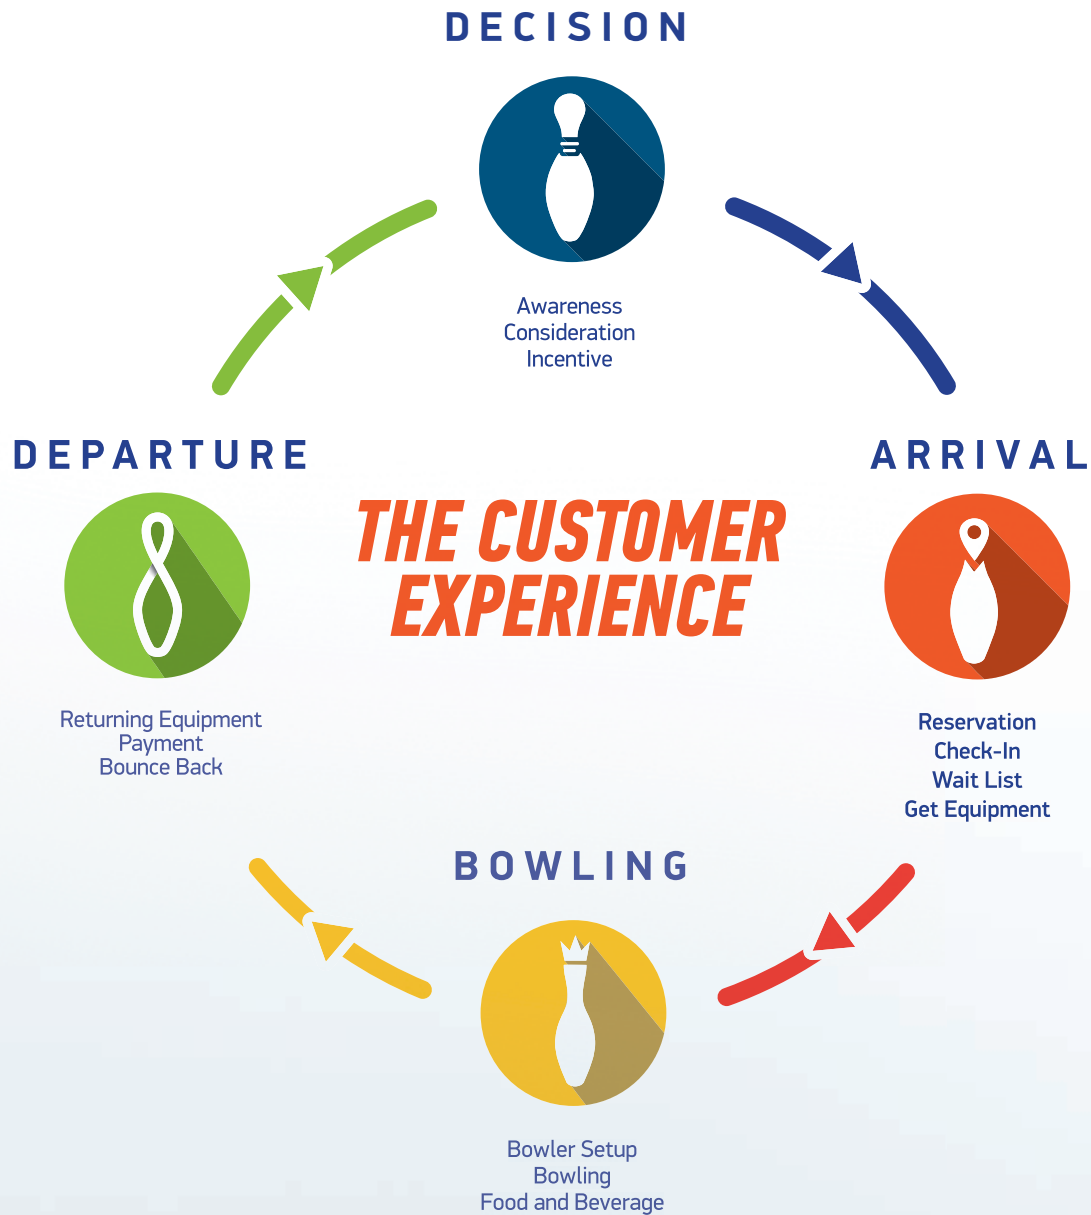 DECISION
Awareness
Consideration
Incentive
DEPARTURE
ARRIVAL
THE CUSTOMER
EXPERIENCE
Returning Equipment
Payment
Bounce Back
Reservation
Check-In
Wait List
Get Equipment
BOWLING
Bowler Setup
Bowling
Food and Beverage